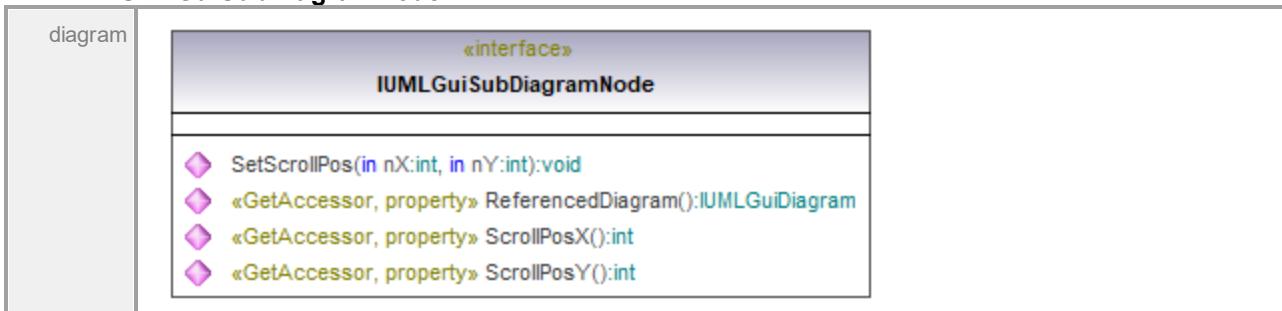 diagram
«interface»
IUMLGuiSubDiagramNode
SetScrollPos(in nX:int, in nY:int):void
«GetAccessor, property» ReferencedDiagram():IUMLGuiDiagram
«GetAccessor, property» ScrollPosX():int
«GetAccessor, property» ScrollPosY():int